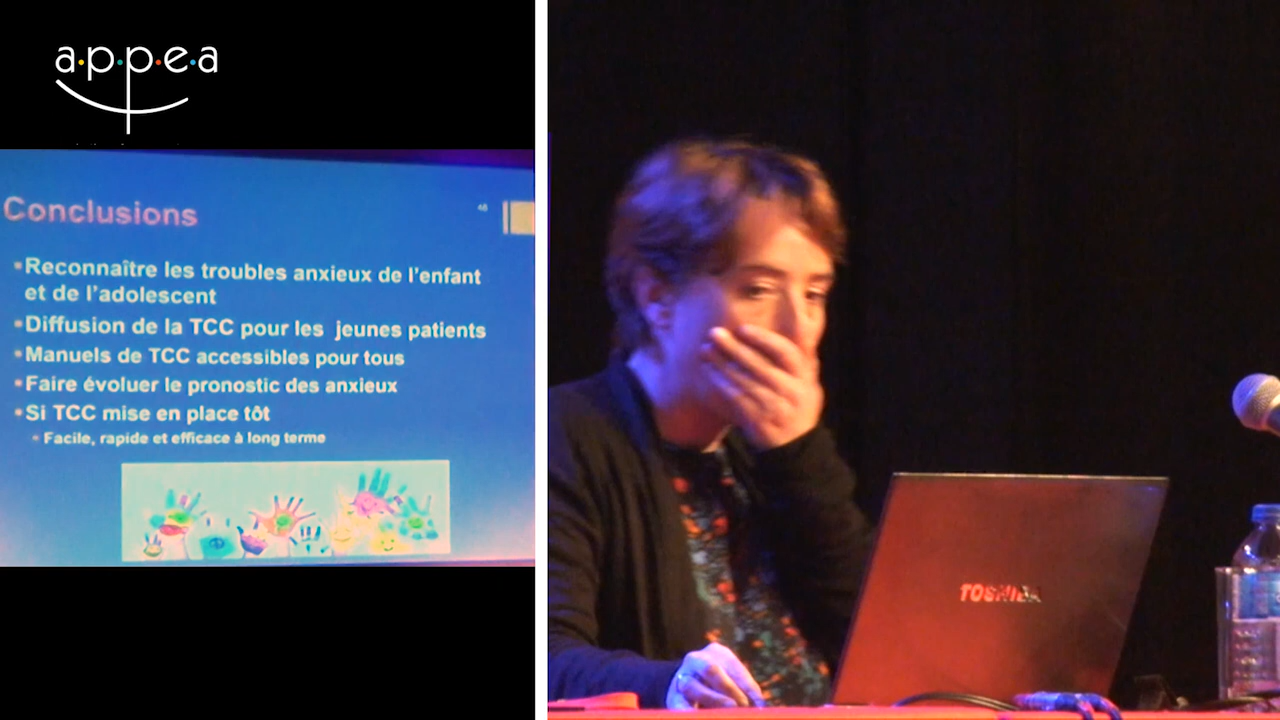 a.p.p.e.a
Conclusions
46
Reconnaître les troubles anxieux de l'enfant
et de l'adolescent
Diffusion de la TCC pour les jeunes patients
Manuels de TCC accessibles pour tous
Faire évoluer le pronostic des anxieux
Si TCC mise en place tôt
Facile, rapide et efficace à long terme
TOSHIBA